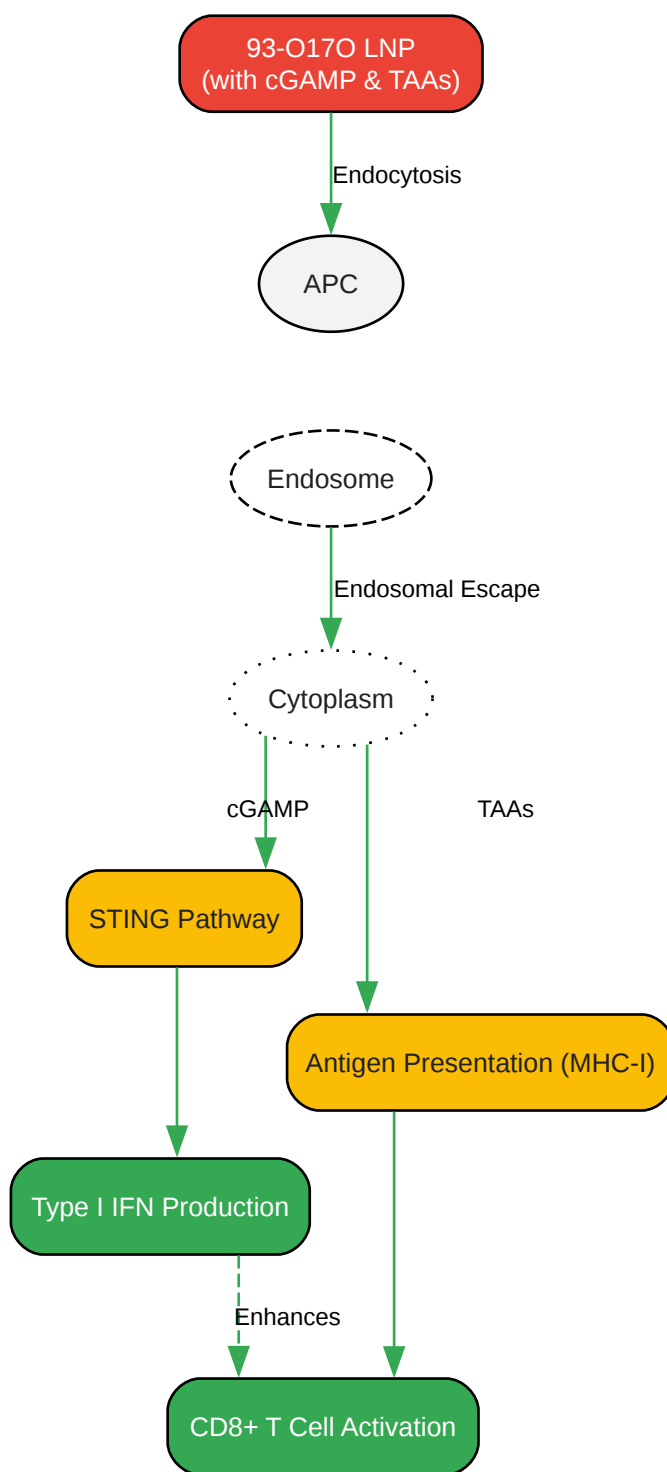 93-O17O LNP
(with cGAMP & TAAs)
Endocytosis
APC
Endosome
Endosomal Escape
Cytoplasm
cGAMP
TAAs
STING Pathway
Antigen Presentation (MHC-I)
Type I IFN Production
Enhances
CD8+ T Cell Activation